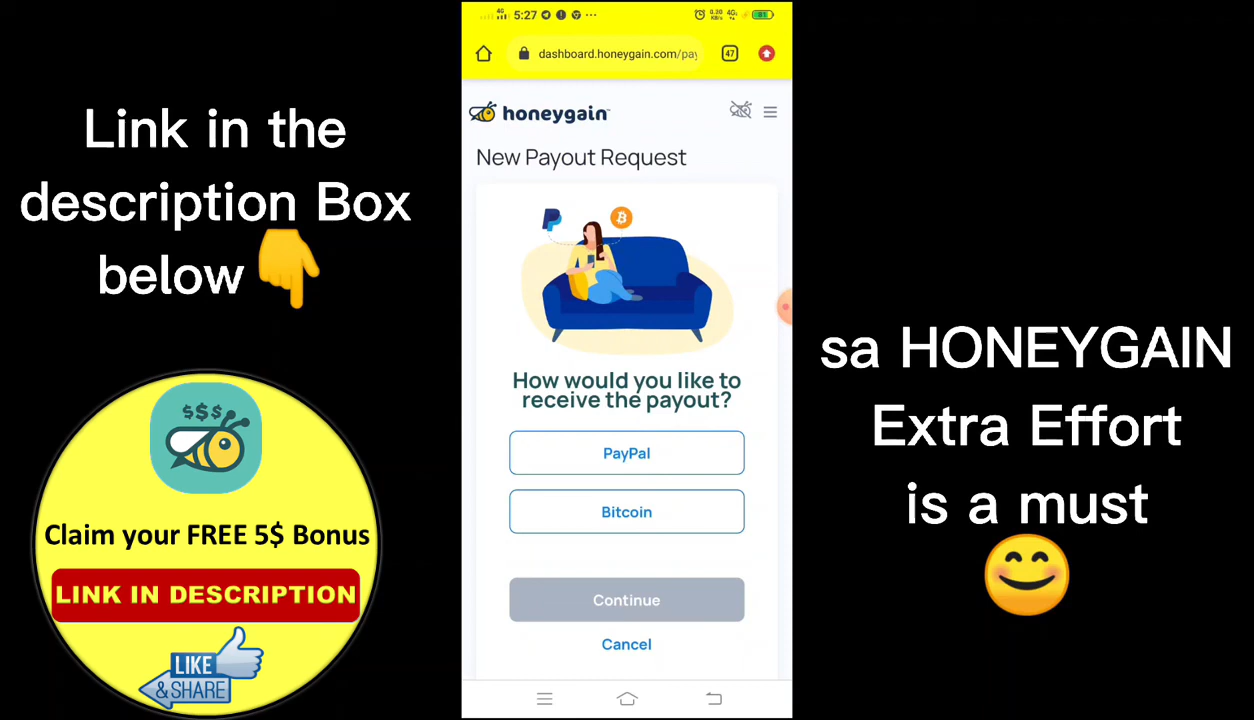 Link in the
description Box
below
$$$
Claim your FREE 5$ Bonus
LINK IN DESCRIPTION
LIKE
& SHARE
4G
5:27
dashboard.honeygain.com/pay
47
honeygain
New Payout Request
How would you like to
receive the payout?
PayPal
Bitcoin
Continue
Cancel
sa HONEYGAIN
Extra Effort
is a must